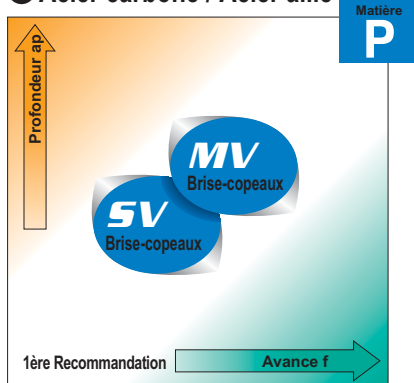 Acier carbone / Acier allié
Matière
P
Profondeur ap
MV
Brise-copeaux
SV
Brise-copeaux
1ère Recommandation
Avance f